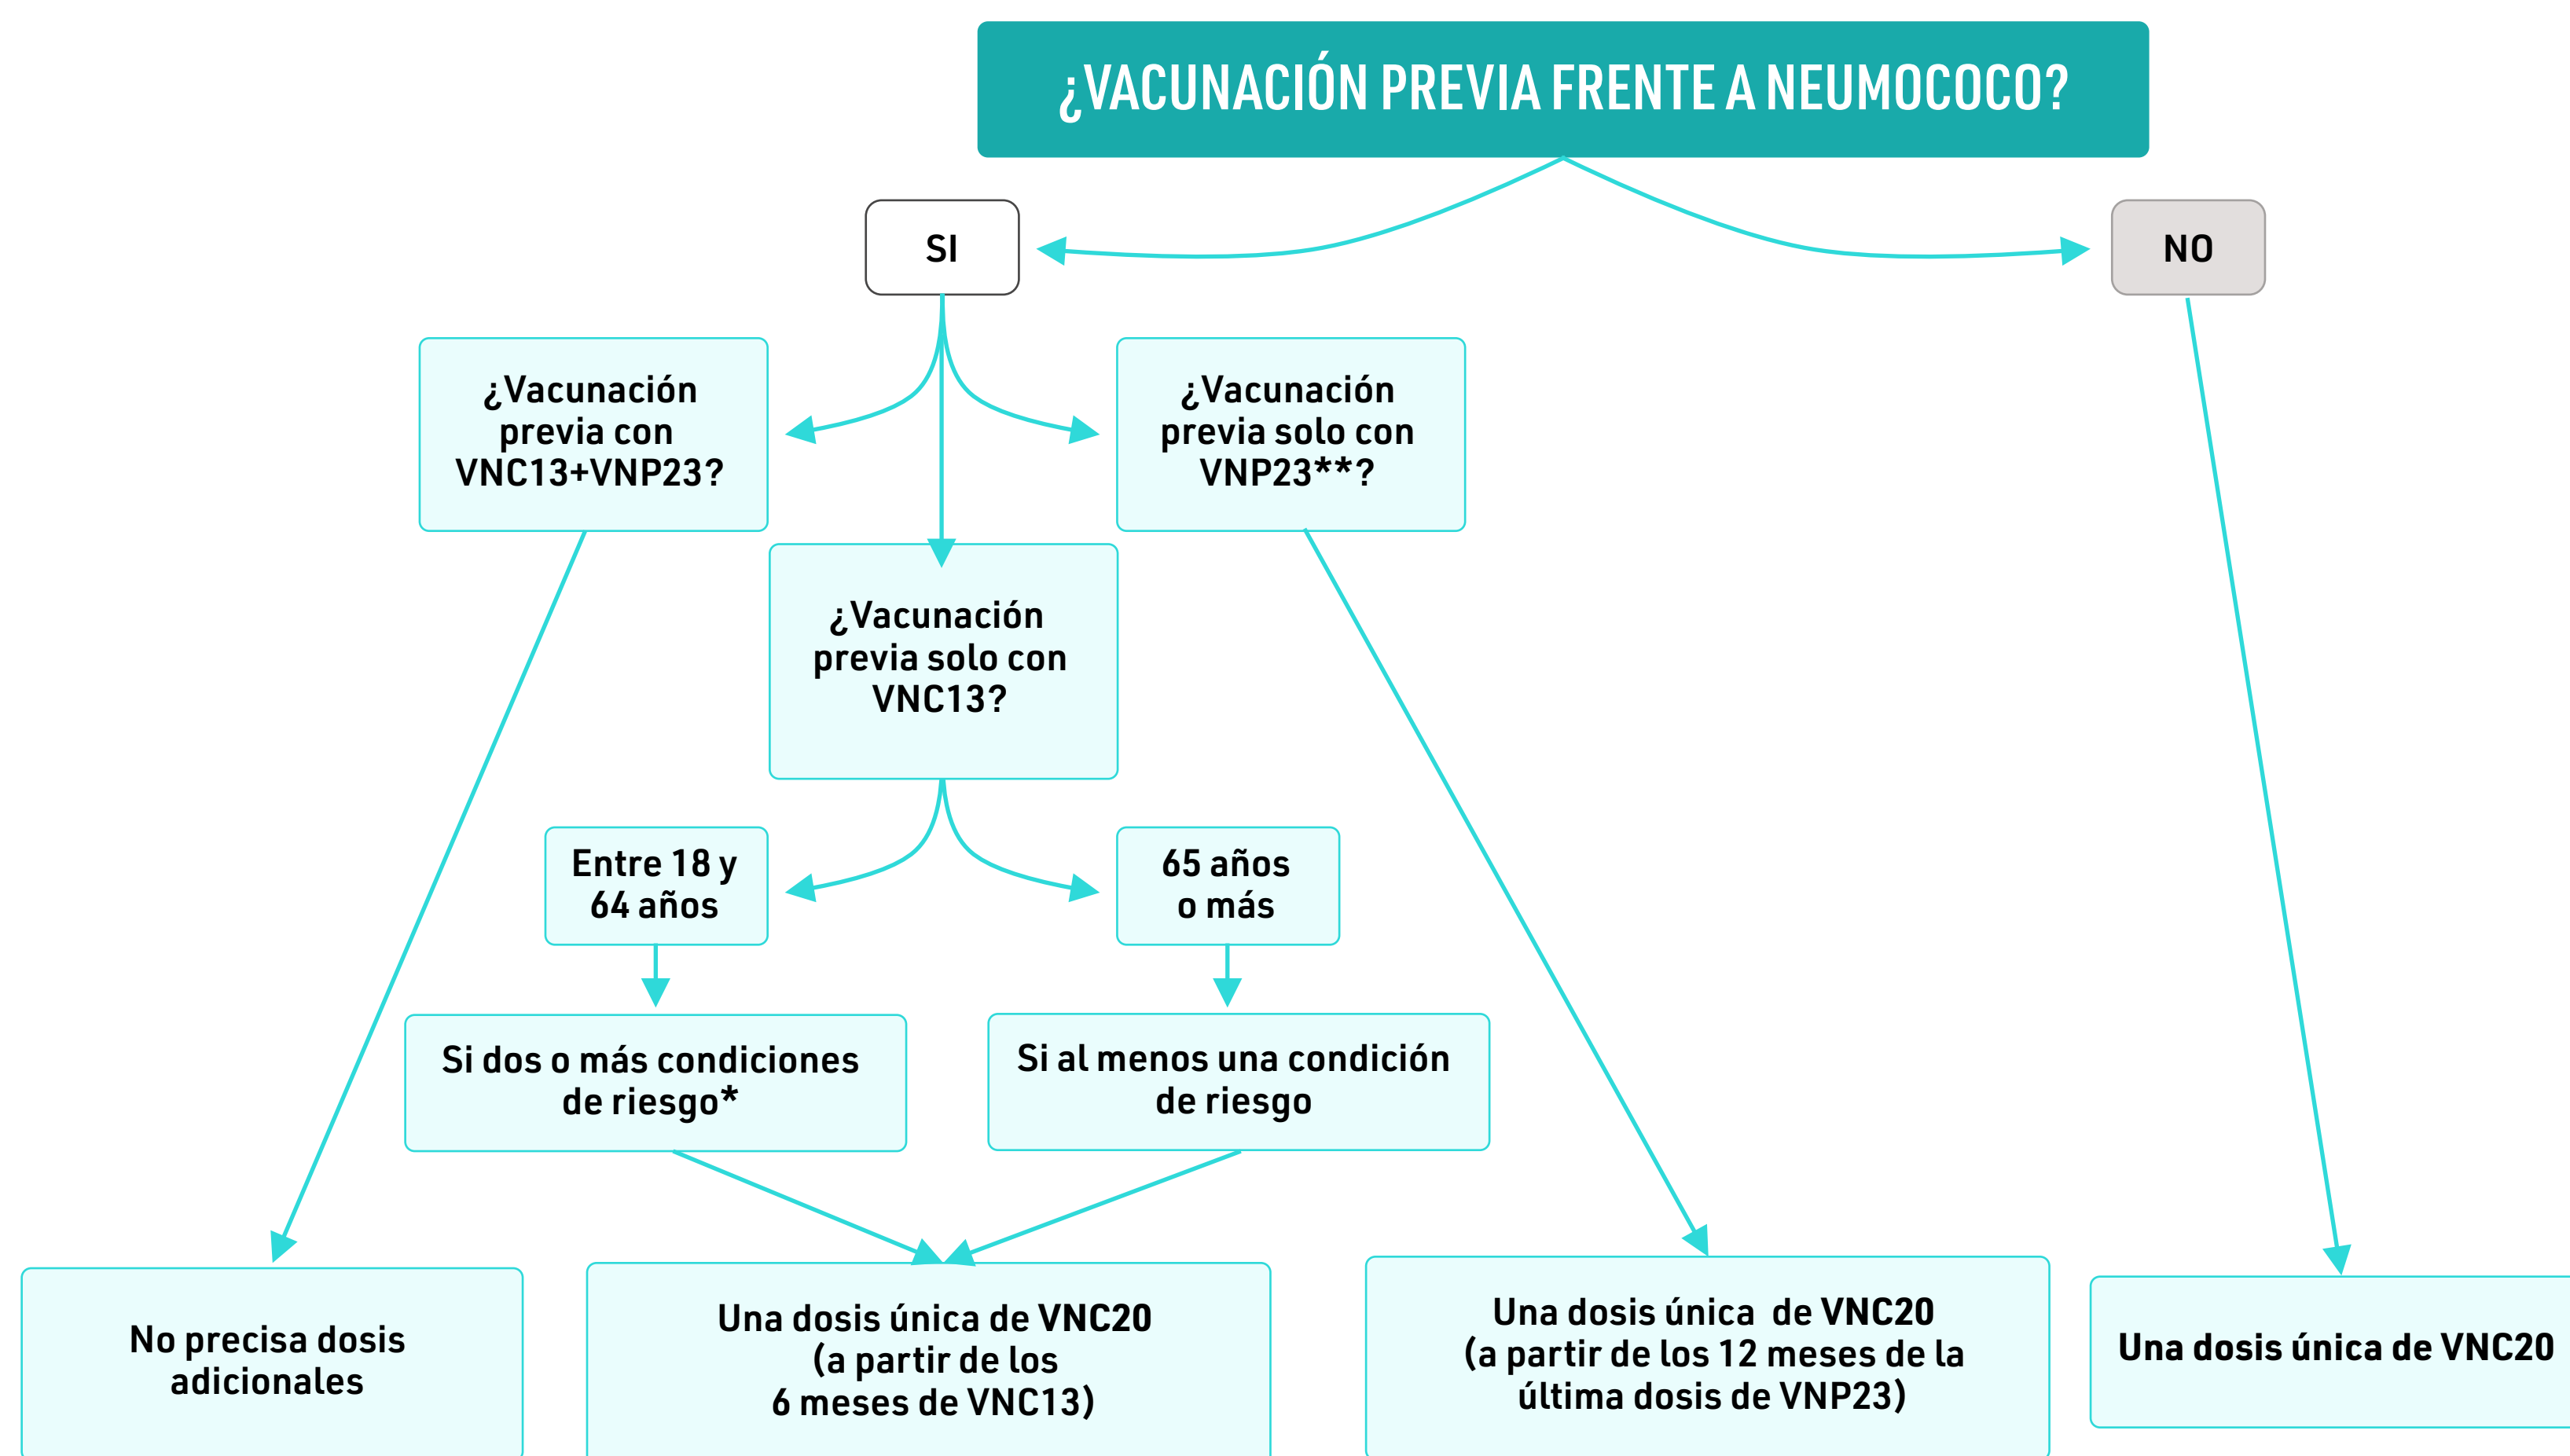 ¿VACUNACIÓN PREVIA FRENTE A NEUMOCOCO?
SI
NO
¿Vacunación
previa con
VNC13+VNP23?
¿Vacunación
previa solo con
VNP23**?
¿Vacunación
previa solo con
VNC13?
Entre 18 y
64 años
65 años
o más
Si dos o más condiciones
de riesgo*
Si al menos una condición
de riesgo
No precisa dosis
adicionales
Una dosis única de VNC20
(a partir de los
6 meses de VNC13)
Una dosis única de VNC20
(a partir de los 12 meses de la
última dosis de VNP23)
Una dosis única de VNC20